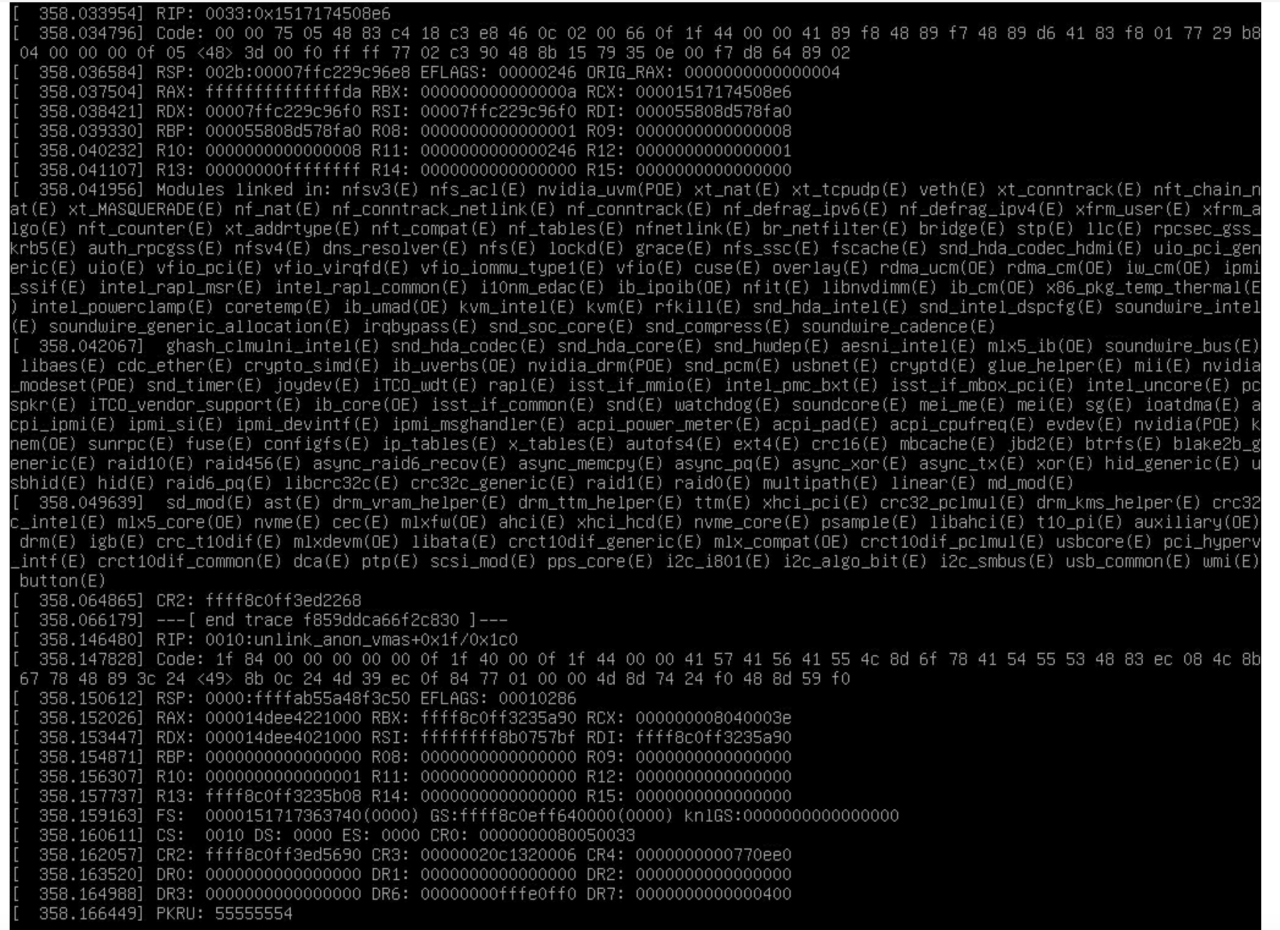 [  358.033954] RIP: 0033:0x1517174508e6
[  358.034796] Code: 00 00 75 05 48 83 c4 18 c3 e8 46 0c 02 00 66 0f 1f 44 00 00 41 89 f8 48 89 f7 48 89 d6 41 83 f8 01 77 29 b8
 04 00 00 00 0f 05 <48> 3d 00 f0 ff ff 77 02 c3 90 48 8b 15 79 35 0e 00 f7 d8 64 89 02
[  358.036584] RSP: 002b:00007ffc229c96e8 EFLAGS: 00000246 ORIG_RAX: 0000000000000004
[  358.037504] RAX: ffffffffffffffda RBX: 000000000000000a RCX: 00001517174508e6
[  358.038421] RDX: 00007ffc229c96f0 RSI: 00007ffc229c96f0 RDI: 000055808d578fa0
[  358.039330] RBP: 000055808d578fa0 R08: 0000000000000001 R09: 0000000000000008
[  358.040232] R10: 0000000000000008 R11: 0000000000000246 R12: 0000000000000001
[  358.041107] R13: 00000000ffffffff R14: 0000000000000000 R15: 0000000000000000
[  358.041956] Modules linked in: nfsv3(E) nfs_acl(E) nvidia_uvm(POE) xt_nat(E) xt_tcpudp(E) veth(E) xt_conntrack(E) nft_chain_n
at(E) xt_MASQUERADE(E) nf_nat(E) nf_conntrack_netlink(E) nf_conntrack(E) nf_defrag_ipv6(E) nf_defrag_ipv4(E) xfrm_user(E) xfrm_a
lgo(E) nft_counter(E) xt_addrtype(E) nft_compat(E) nf_tables(E) nfnetlink(E) br_netfilter(E) bridge(E) stp(E) llc(E) rpcsec_gss_
krb5(E) auth_rpcgss(E) nfsv4(E) dns_resolver(E) nfs(E) lockd(E) grace(E) nfs_ssc(E) fscache(E) snd_hda_codec_hdmi(E) uio_pci_gen
eric(E) uio(E) vfio_pci(E) vfio_virqfd(E) vfio_iommu_type1(E) vfio(E) cuse(E) overlay(E) rdma_ucm(OE) rdma_cm(OE) iw_cm(OE) ipmi
_ssif(E) intel_rapl_msr(E) intel_rapl_common(E) i10nm_edac(E) ib_ipoib(OE) nfit(E) libnvdimm(E) ib_cm(OE) x86_pkg_temp_thermal(E
) intel_powerclamp(E) coretemp(E) ib_umad(OE) kvm_intel(E) kvm(E) rfkill(E) snd_hda_intel(E) snd_intel_dspcfg(E) soundwire_intel
(E) soundwire_generic_allocation(E) irqbypass(E) snd_soc_core(E) snd_compress(E) soundwire_cadence(E)
[  358.042067]  ghash_clmulni_intel(E) snd_hda_codec(E) snd_hda_core(E) snd_hwdep(E) aesni_intel(E) mlx5_ib(OE) soundwire_bus(E)
 libaes(E) cdc_ether(E) crypto_simd(E) ib_uverbs(OE) nvidia_drm(POE) snd_pcm(E) usbnet(E) cryptd(E) glue_helper(E) mii(E) nvidia
_modeset(POE) snd_timer(E) joydev(E) iTCO_wdt(E) rapl(E) isst_if_mmio(E) intel_pmc_bxt(E) isst_if_mbox_pci(E) intel_uncore(E) pc
spkr(E) iTCO_vendor_support(E) ib_core(OE) isst_if_common(E) snd(E) watchdog(E) soundcore(E) mei_me(E) mei(E) sg(E) ioatdma(E) a
cpi_ipmi(E) ipmi_si(E) ipmi_devintf(E) ipmi_msghandler(E) acpi_power_meter(E) acpi_pad(E) acpi_cpufreq(E) evdev(E) nvidia(POE) k
nem(OE) sunrpc(E) fuse(E) configfs(E) ip_tables(E) x_tables(E) autofs4(E) ext4(E) crc16(E) mbcache(E) jbd2(E) btrfs(E) blake2b_g
eneric(E) raid10(E) raid456(E) async_raid6_recov(E) async_memcpy(E) async_pq(E) async_xor(E) async_tx(E) xor(E) hid_generic(E) u
sbhid(E) hid(E) raid6_pq(E) libcrc32c(E) crc32c_generic(E) raid1(E) raid0(E) multipath(E) linear(E) md_mod(E)
[  358.049639]  sd_mod(E) ast(E) drm_vram_helper(E) drm_ttm_helper(E) ttm(E) xhci_pci(E) crc32_pclmul(E) drm_kms_helper(E) crc32
c_intel(E) mlx5_core(OE) nvme(E) cec(E) mlxfw(OE) ahci(E) xhci_hcd(E) nvme_core(E) psample(E) libahci(E) t10_pi(E) auxiliary(OE)
 drm(E) igb(E) crc_t10dif(E) mlxdevm(OE) libata(E) crct10dif_generic(E) mlx_compat(OE) crct10dif_pclmul(E) usbcore(E) pci_hyperv
_intf(E) crct10dif_common(E) dca(E) ptp(E) scsi_mod(E) pps_core(E) i2c_i801(E) i2c_algo_bit(E) i2c_smbus(E) usb_common(E) wmi(E)
 button(E)
[  358.064865] CR2: ffff8c0ff3ed2268
[  358.066179] ---[ end trace f859ddca66f2c830 ]---
[  358.146480] RIP: 0010:unlink_anon_vmas+0x1f/0x1c0
[  358.147828] Code: 1f 84 00 00 00 00 00 0f 1f 40 00 0f 1f 44 00 00 41 57 41 56 41 55 4c 8d 6f 78 41 54 55 53 48 83 ec 08 4c 8b
 67 78 48 89 3c 24 <49> 8b 0c 24 4d 39 ec 0f 84 77 01 00 00 4d 8d 74 24 f0 48 8d 59 f0
[  358.150612] RSP: 0000:ffffab55a48f3c50 EFLAGS: 00010286
[  358.152026] RAX: 000014dee4221000 RBX: ffff8c0ff3235a90 RCX: 000000008040003e
[  358.153447] RDX: 000014dee4021000 RSI: ffffffff8b0757bf RDI: ffff8c0ff3235a90
[  358.154871] RBP: 0000000000000000 R08: 0000000000000000 R09: 0000000000000000
[  358.156307] R10: 0000000000000001 R11: 0000000000000000 R12: 0000000000000000
[  358.157737] R13: ffff8c0ff3235b08 R14: 0000000000000000 R15: 0000000000000000
[  358.159163] FS:  0000151717363740(0000) GS:ffff8c0eff640000(0000) knlGS:0000000000000000
[  358.160611] CS:  0010 DS: 0000 ES: 0000 CR0: 0000000080050033
[  358.162057] CR2: ffff8c0ff3ed5690 CR3: 00000020c1320006 CR4: 0000000000770ee0
[  358.163520] DR0: 0000000000000000 DR1: 0000000000000000 DR2: 0000000000000000
[  358.164988] DR3: 0000000000000000 DR6: 00000000fffe0ff0 DR7: 0000000000000400
[  358.166449] PKRU: 55555554